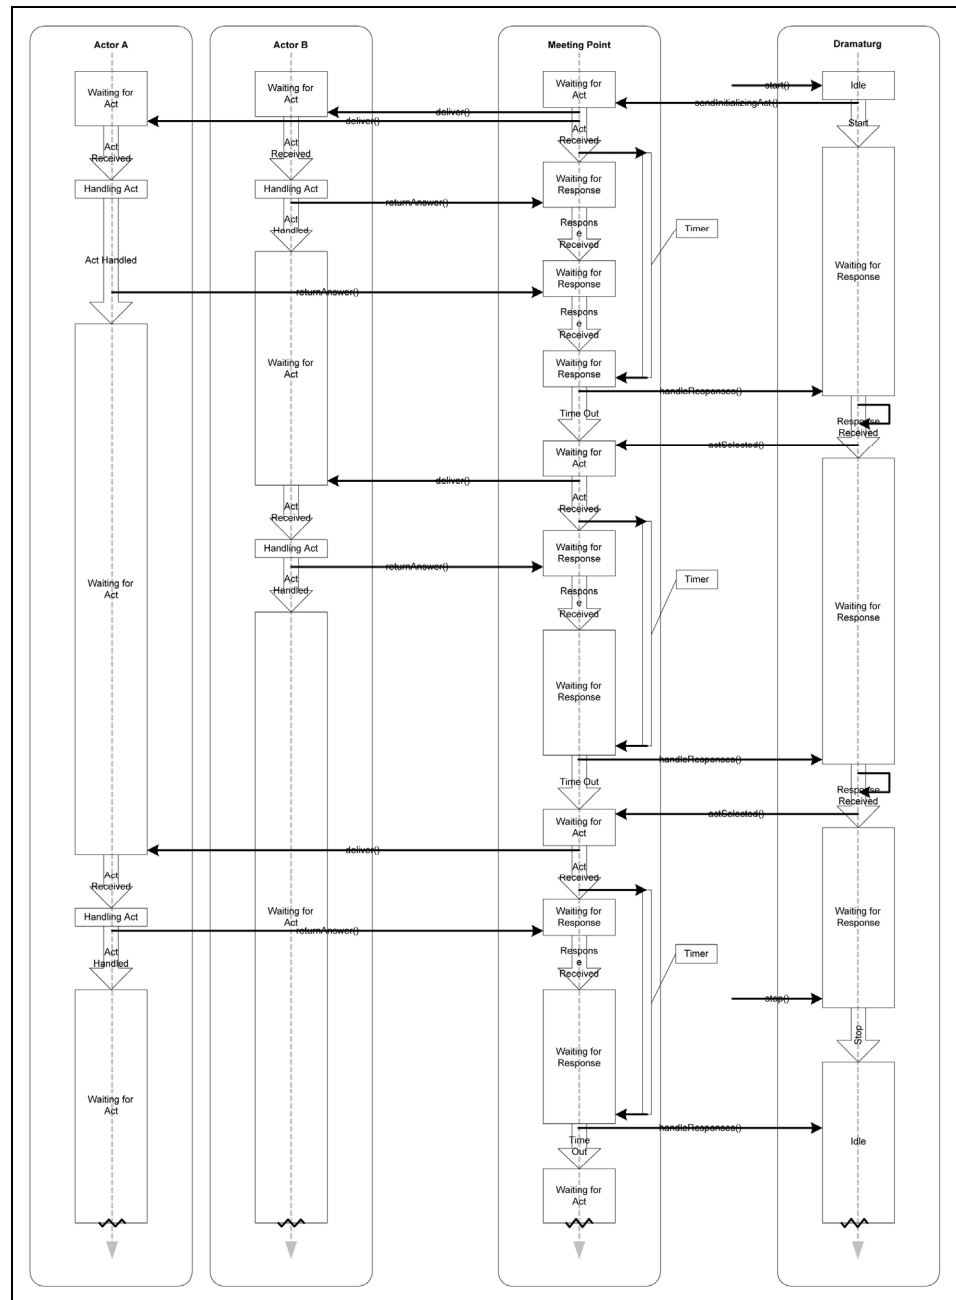 Actor A
Actor B
Meeting Point
Dramaturg
Waiting for
Act
Waiting for
Act
Waiting for
Act
start()
Idle
sendInitializingAct()
deliver()
deliver()
Start
Act
Received
Act
Received
Act
Received
Handling Act
Handling Act
Waiting for
Response
returnAnswer()
Act
Handled
Respons
e
Received
Timer
Act Handled
Waiting for
Response
Waiting for
Response
returnAnswer()
Respons
e
Received
Waiting for
Act
Waiting for
Response
handleResponses()
Time Out
Response
Received
actSelected()
Waiting for
Act
deliver()
Act
Received
Act
Received
Handling Act
Waiting for
Response
returnAnswer()
Act
Handled
Timer
Waiting for
Act
Respons
e
Received
Waiting for
Response
Waiting for
Response
handleResponses()
Time Out
Response
Received
actSelected()
Waiting for
Act
deliver()
Act
Received
Act
Received
Handling Act
Waiting for
Act
Waiting for
Response
Waiting for
Response
returnAnswer()
Act
Handled
Respons
e
Received
Timer
stop()
Stop
Waiting for
Response
Waiting for
Act
handleResponses()
Time
Out
Idle
Waiting for
Act